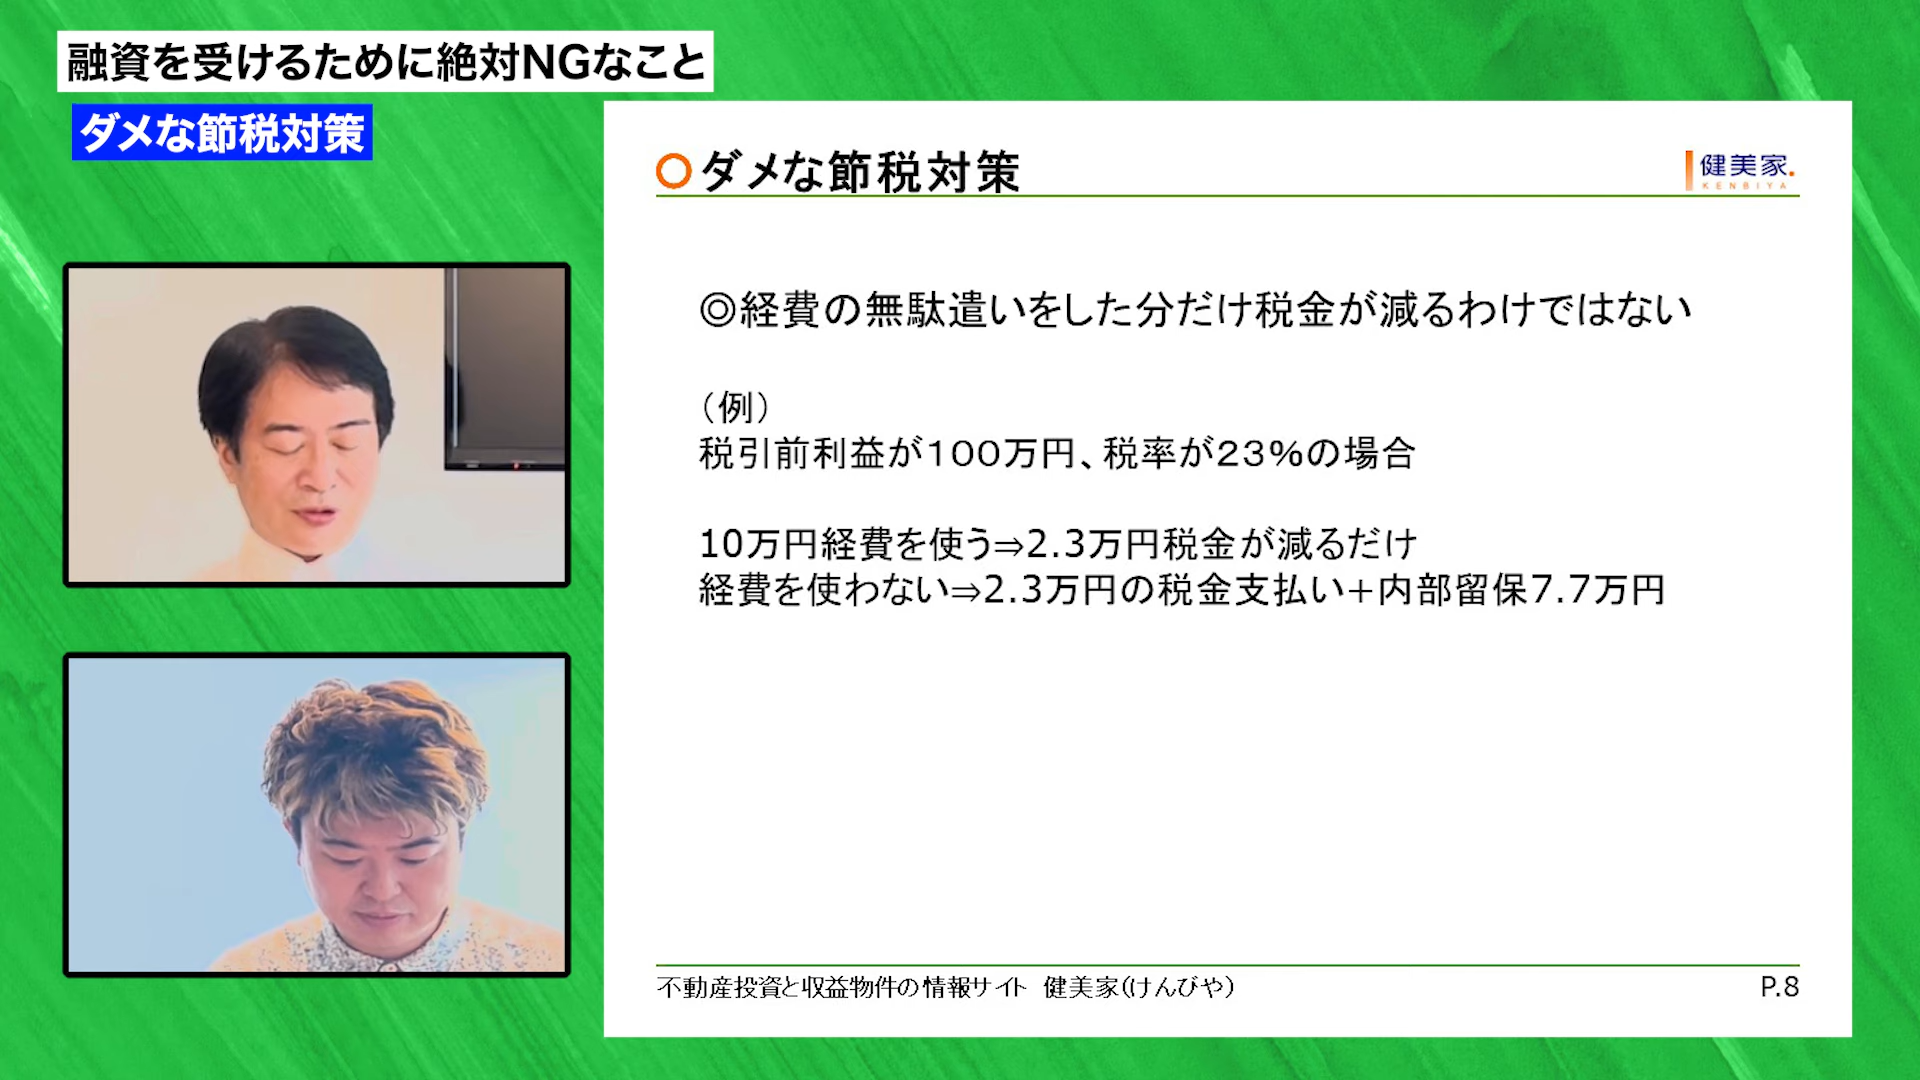 融資を受けるために絶対NGなこと
ダメな節税対策
ダメな節税対策
健美家.
KENBIYA
◎経費の無駄遣いをした分だけ税金が減るわけではない
（例）
税引前利益が１００万円、税率が２３％の場合
10万円経費を使う⇒2.3万円税金が減るだけ
経費を使わない⇒2.3万円の税金支払い＋内部留保7.7万円
不動産投資と収益物件の情報サイト　健美家（けんびや）
P.8